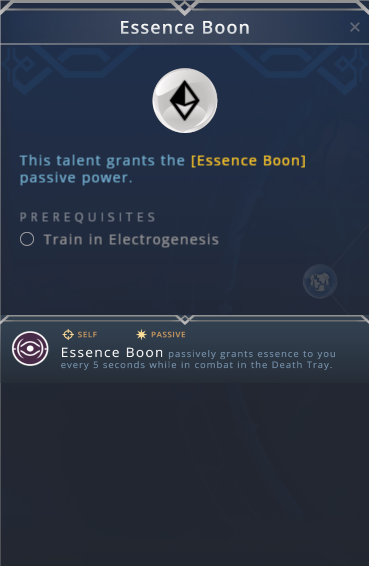 Essence Boon
This talent grants the [Essence Boon]
passive power.
PREREQUISITES
Train in Electrogenesis
SELF PASSIVE
Essence Boon passively grants essence to you
every 5 seconds while in combat in the Death Tray.